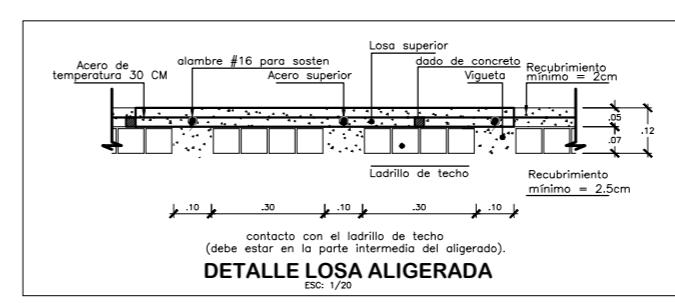 Losa superior
alambre #16 para sosten
dado de concreto
Acero de
temperatura 30 CM
Acero superior
Vigueta
Recubrimiento
mínimo = 2cm
.05
.12
.07
Ladrillo de techo
Recubrimiento
mínimo = 2.5cm
.10
.30
.10
.30
.10
contacto con el ladrillo de techo
(debe estar en la parte intermedia del aligerado).
DETALLE LOSA ALIGERADA
ESC: 1/20